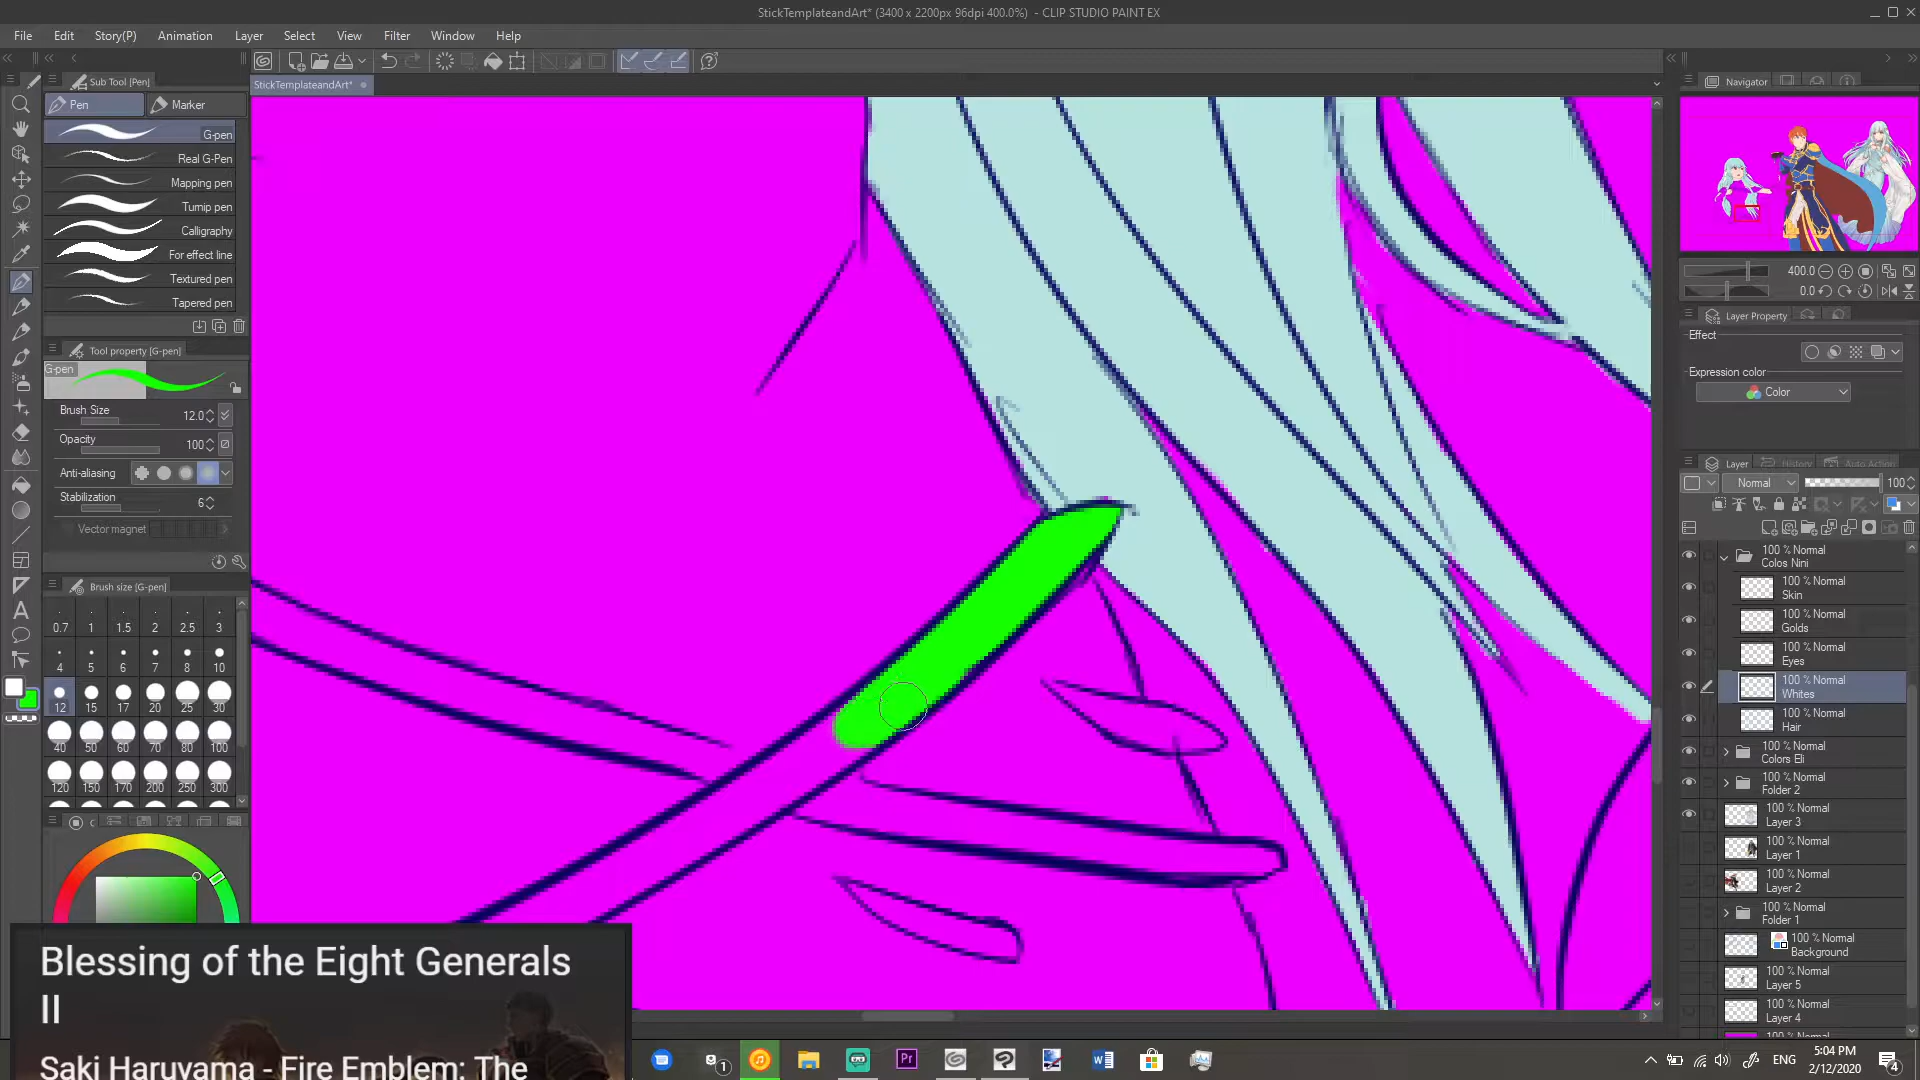 StickTemplateandArt* (3400 x 2200px 96dpi 400.0%) - CLIP STUDIO PAINT EX
File Edit Story(P) Animation Layer Select View Filter Window Help
Sub Tool [Pen]
StickTemplateandArt*
Navigator
Pen Marker
G-pen
Real G-Pen
Mapping pen
Turnip pen
Calligraphy
For effect line
Textured pen
Tapered pen
Tool property [G-pen]
G-pen
Brush Size 12.0
Opacity 100
Anti-aliasing
Stabilization 6
Vector magnet
Brush size [G-pen]
0.7 1 1.5 2 2.5 3
4 5 6 7 8 10
12 15 17 20 25 30
40 50 60 70 80 100
120 150 170 200 250 300
400.0
0.0
Layer Property
Effect
Expression color
Color
Layer History Auto Action
Normal 100
100 % Normal
Colos Nini
100 % Normal
Skin
100 % Normal
Golds
100 % Normal
Eyes
100 % Normal
Whites
100 % Normal
Hair
100 % Normal
Colors Eli
100 % Normal
Folder 2
100 % Normal
Layer 3
100 % Normal
Layer 1
100 % Normal
Layer 2
100 % Normal
Folder 1
100 % Normal
Background
100 % Normal
Layer 5
100 % Normal
Layer 4
100 % Normal
Blessing of the Eight Generals
II
Saki Haruyama - Fire Emblem: The
1
Pr
ENG
5:04 PM
2/12/2020
4